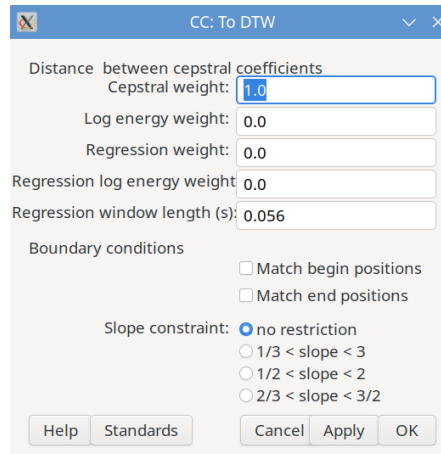 CC: To DTW
Distance between cepstral coefficients
Cepstral weight: 1.0
Log energy weight: 0.0
Regression weight: 0.0
Regression log energy weight 0.0
Regression window length (s): 0.056
Boundary conditions
Match begin positions
Match end positions
Slope constraint: no restriction
1/3 < slope < 3
1/2 < slope < 2
2/3 < slope < 3/2
Help Standards Cancel Apply OK